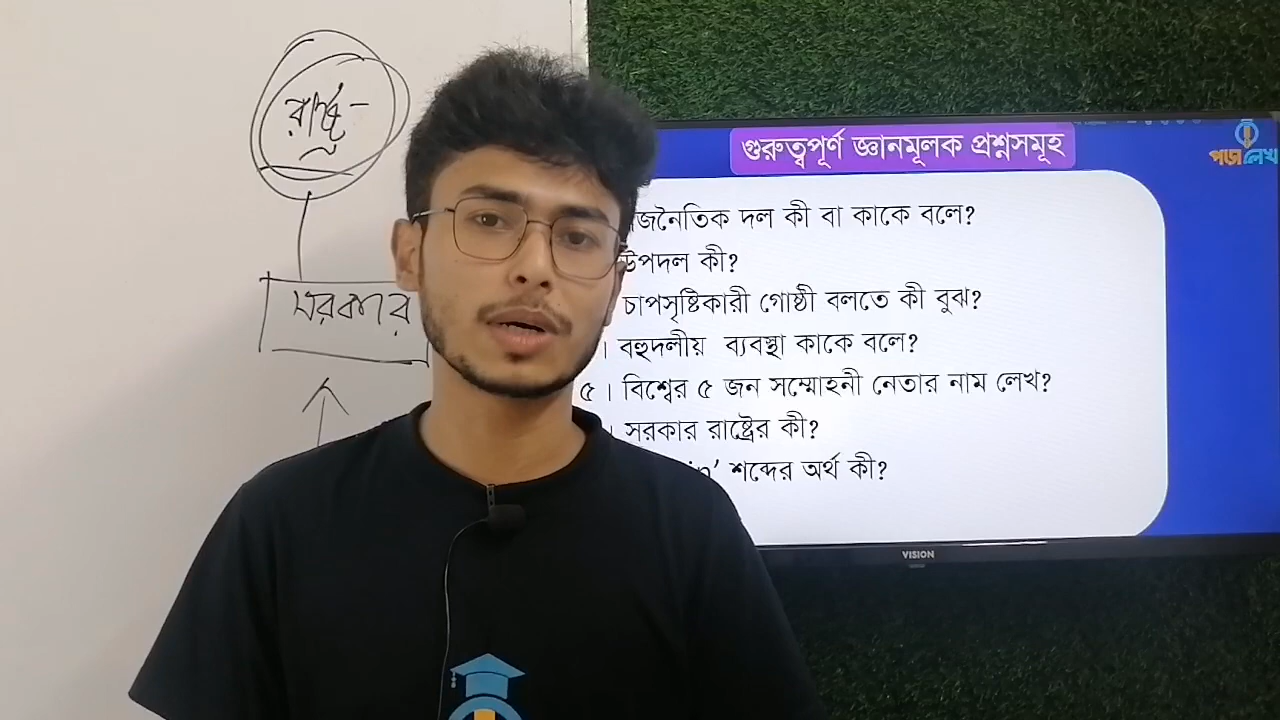 রাষ্ট্র -
সরকার
গুরুত্বপূর্ণ জ্ঞানমূলক প্রশ্নসমূহ
পড়ালেখা
দল কী বা কাকে বলে?
উপদল কী?
চাপসৃষ্টিকারী গোষ্ঠী বলতে কী বুঝ?
। বহুদলীয় ব্যবস্থা কাকে বলে?
৫। বিশ্বের ৫ জন সম্মোহনী নেতার নাম লেখ?
। সরকার রাষ্ট্রের কী?
শব্দের অর্থ কী?
VISION